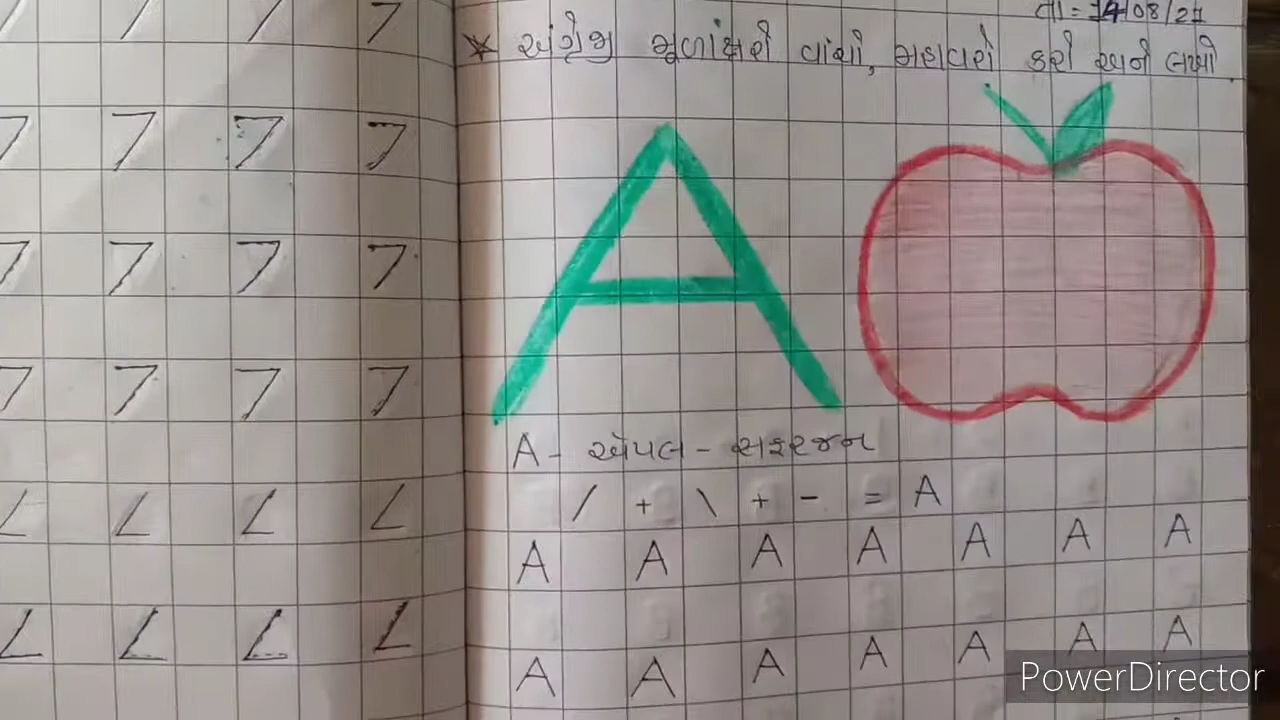 તા = 14/08/21
* અંગ્રેજી મૂળાંક્ષરો વાંચો, મહાવરો કરો અને લખો.
7 7 7 7
7 7 7 7
7 7 7 7
7 7 7 7
∠ ∠ ∠ ∠
∠ ∠ ∠ ∠
A
A - એપલ - સફરજન
/ + \ + - = A
A A A A A A A
A A A A A A A
PowerDirector